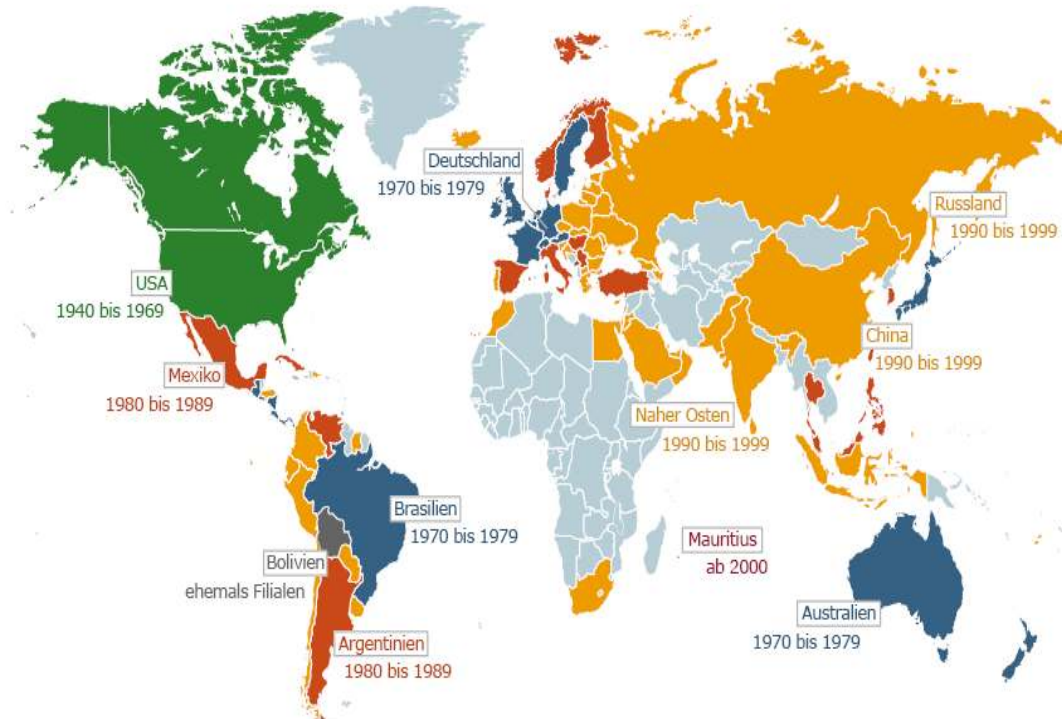 Deutschland
1970 bis 1979
Russland
1990 bis 1999
USA
1940 bis 1969
China
1990 bis 1999
Mexiko
1980 bis 1989
Naher Osten
1990 bis 1999
Brasilien
1970 bis 1979
Mauritius
ab 2000
Bolivien
ehemals Filialen
Australien
1970 bis 1979
Argentinien
1980 bis 1989